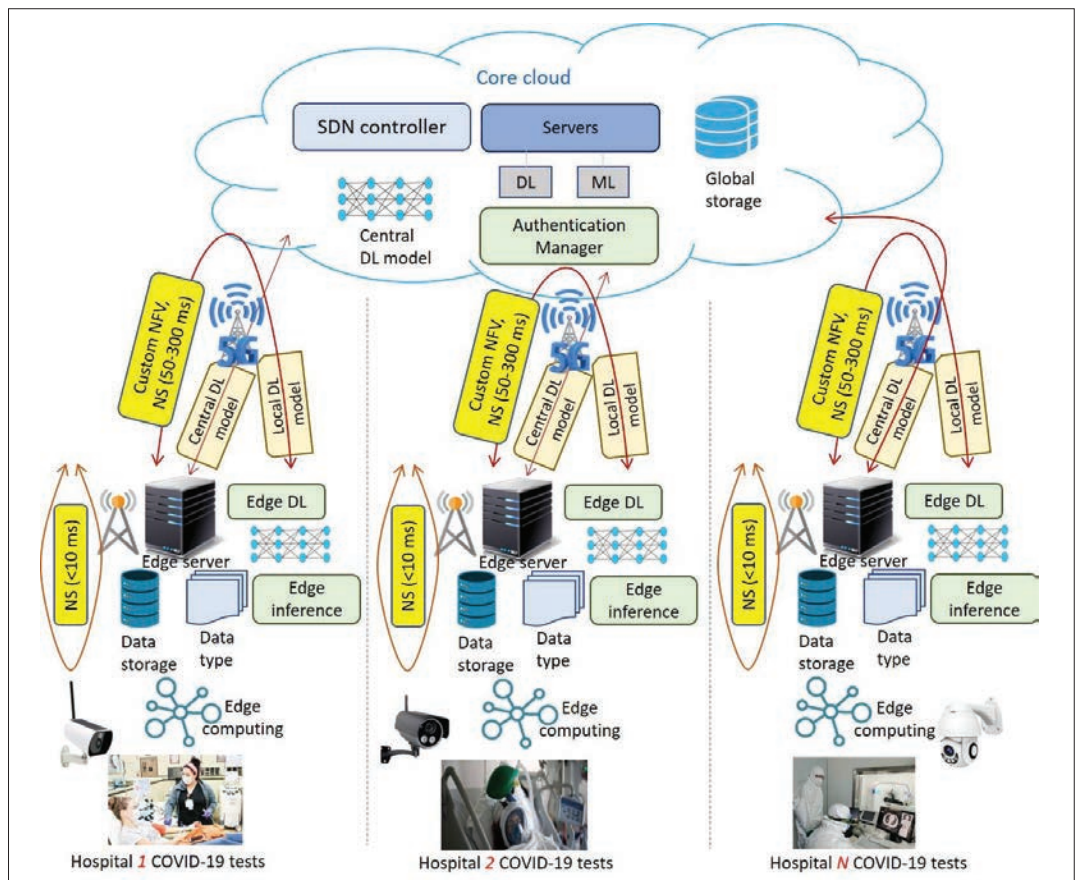 Core cloud
SDN controller
Servers
DL
ML
Global
storage
Central
DL model
Authentication
Manager
Custom NFV,
NS (50-300 ms)
5G
Central DL
model
Local DL
model
Custom NFV,
NS (50-300 ms)
5G
Central DL
model
Local DL
model
Custom NFV,
NS (50-300 ms)
5G
Central DL
model
Local DL
model
NS (<10 ms)
Edge DL
Edge server
Edge
inference
Data
storage
Data
type
Edge
computing
Hospital 1 COVID-19 tests
NS (<10 ms)
Edge DL
Edge server
Edge
inference
Data
storage
Data
type
Edge
computing
Hospital 2 COVID-19 tests
NS (<10 ms)
Edge DL
Edge server
Edge
inference
Data
storage
Data
type
Edge
computing
Hospital N COVID-19 tests